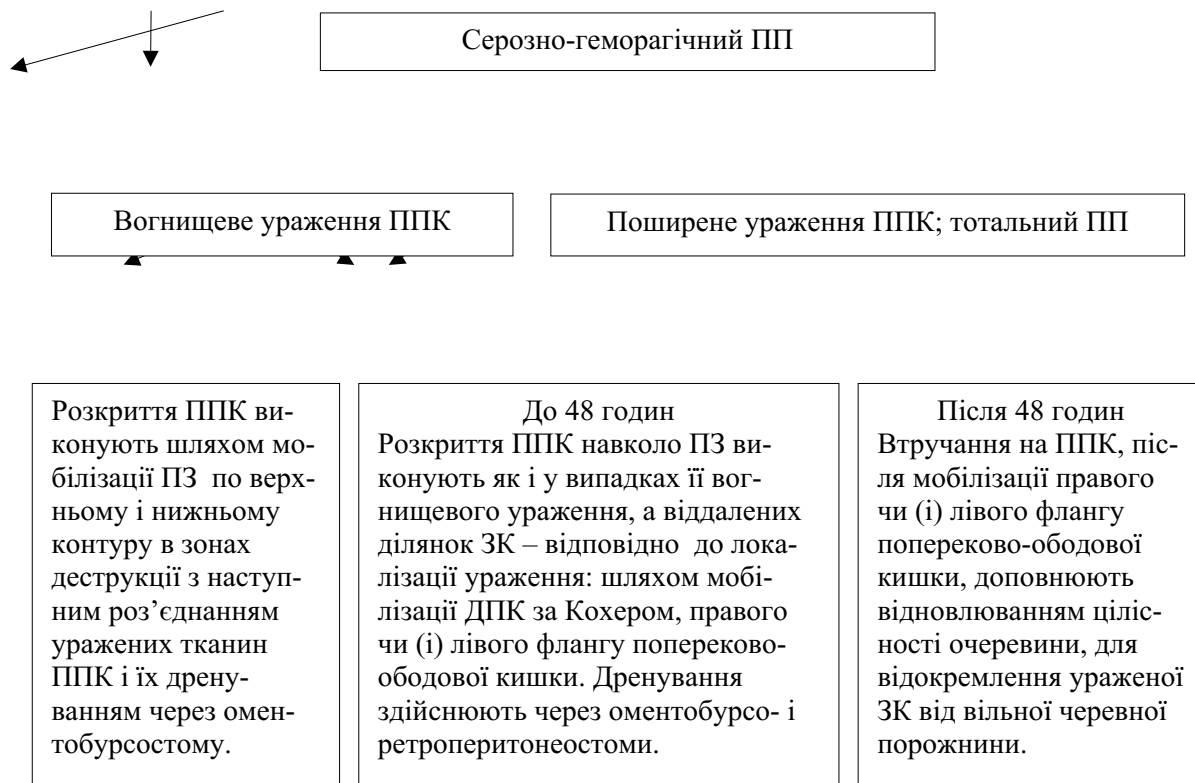 Серозно-геморагічний ПП
Вогнищеве ураження ППК
Поширене ураження ППК; тотальний ПП
Розкриття ППК ви-
конують шляхом мо-
білізації ПЗ по верх-
ньому і нижньому
контуру в зонах
деструкції з наступ-
ним роз’єднанням
уражених тканин
ППК і їх дрену-
ванням через омен-
тобурсостому.
До 48 годин
Розкриття ППК навколо ПЗ ви-
конують як і у випадках її вог-
нищевого ураження, а віддалених
ділянок ЗК – відповідно до лока-
лізації ураження: шляхом мобі-
лізації ДПК за Кохером, правого
чи (і) лівого флангу попереково-
ободової кишки. Дренування
здійснюють через оментобурсо- і
ретроперитонеостоми.
Після 48 годин
Втручання на ППК, піс-
ля мобілізації правого
чи (і) лівого флангу
попереково-ободової
кишки, доповнюють
відновлюванням ціліс-
ності очеревини, для
відокремлення ураженої
ЗК від вільної черевної
порожнини.